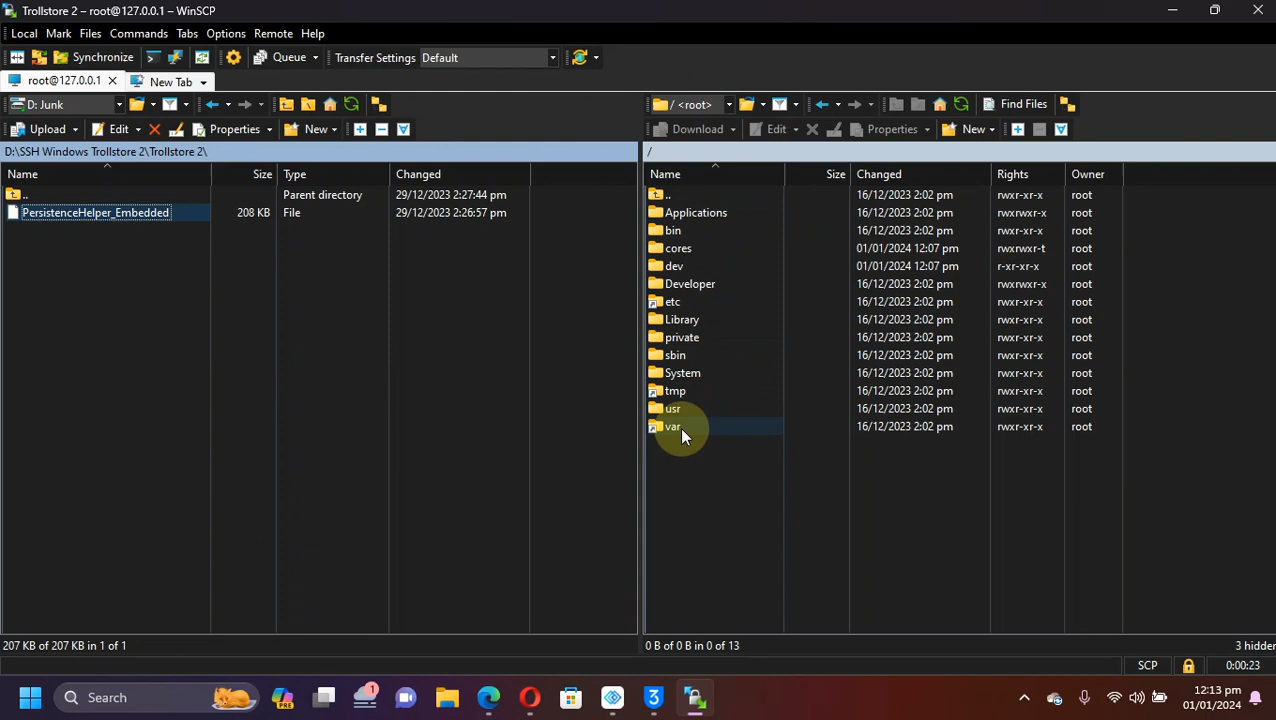 Trollstore 2 – root@127.0.0.1 – WinSCP
Local Mark Files Commands Tabs Options Remote Help
Synchronize Queue Transfer Settings Default
root@127.0.0.1 New Tab
D: Junk / <root> Find Files
Upload Edit Properties New Download Edit Properties New
D:\SSH Windows Trollstore 2\Trollstore 2\ /
Name Size Type Changed Name Size Changed Rights Owner
.. Parent directory 29/12/2023 2:27:44 pm .. 16/12/2023 2:02 pm rwxr-xr-x root
PersistenceHelper_Embedded 208 KB File 29/12/2023 2:26:57 pm Applications 16/12/2023 2:02 pm rwxrwxr-x root
bin 16/12/2023 2:02 pm rwxr-xr-x root
cores 01/01/2024 12:07 pm rwxrwxr-t root
dev 01/01/2024 12:07 pm r-xr-xr-x root
Developer 16/12/2023 2:02 pm rwxrwxr-x root
etc 16/12/2023 2:02 pm rwxr-xr-x root
Library 16/12/2023 2:02 pm rwxr-xr-x root
private 16/12/2023 2:02 pm rwxr-xr-x root
sbin 16/12/2023 2:02 pm rwxr-xr-x root
System 16/12/2023 2:02 pm rwxr-xr-x root
tmp 16/12/2023 2:02 pm rwxr-xr-x root
usr 16/12/2023 2:02 pm rwxr-xr-x root
var 16/12/2023 2:02 pm rwxr-xr-x root
207 KB of 207 KB in 1 of 1 0 B of 0 B in 0 of 13 3 hidden
SCP 0:00:23
Search PRE 1 3 12:13 pm
01/01/2024